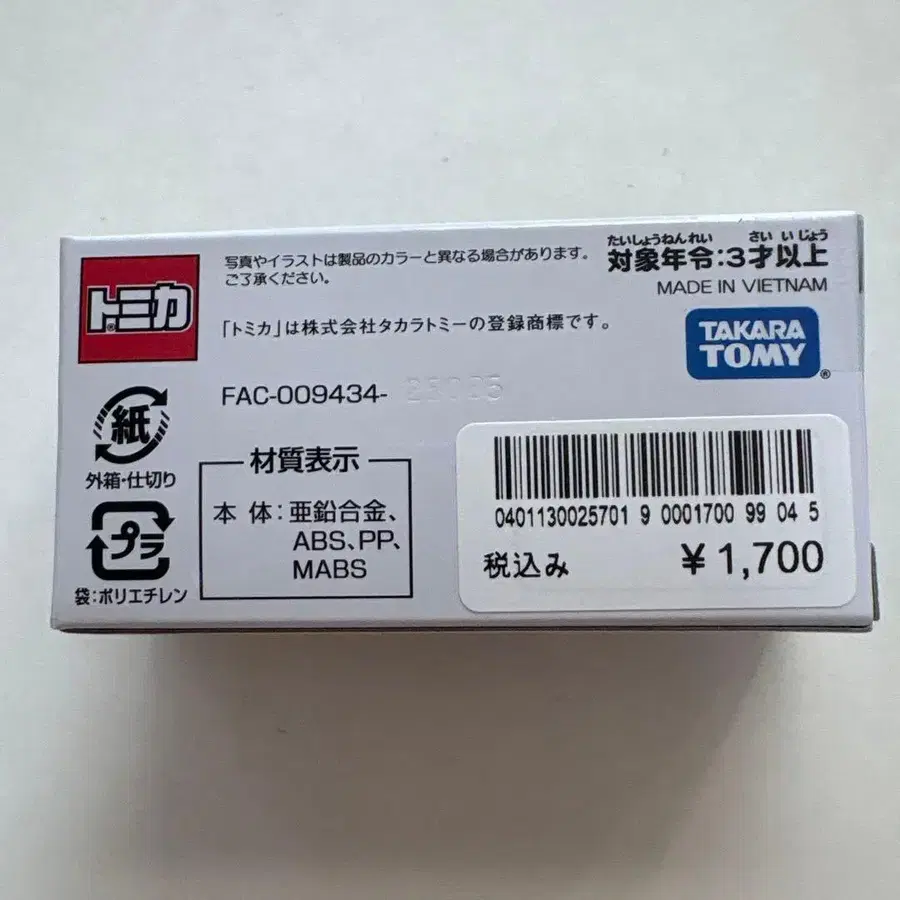 トミカ®
写真やイラストは製品のカラーと異なる場合があります。
ご了承ください。
「トミカ」は株式会社タカラトミーの登録商標です。
FAC-009434-
たいしょうねんれい さい いじょう
対象年令:3才以上
MADE IN VIETNAM
TAKARA
TOMY®
紙
外箱・仕切り
プラ
袋:ポリエチレン
材質表示
本 体:亜鉛合金、
ABS、PP、
MABS
0401130025701 9 0001700 99 04 5
税込み ¥1,700